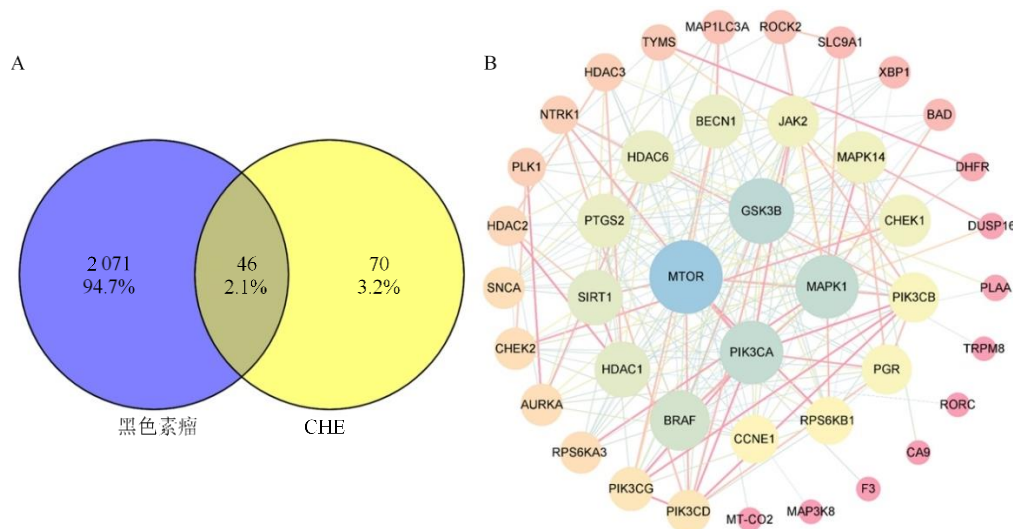 A
2 071
94.7%
46
2.1%
70
3.2%
黑色素瘤
CHE
B
MAP1LC3A
ROCK2
TYMS
SLC9A1
HDAC3
XBP1
NTRK1
BECN1
JAK2
BAD
PLK1
HDAC6
MAPK14
DHFR
HDAC2
PTGS2
GSK3B
CHEK1
DUSP16
SNCA
SIRT1
MTOR
MAPK1
PIK3CB
PLAA
CHEK2
HDAC1
PIK3CA
PGR
TRPM8
AURKA
BRAF
CCNE1
RPS6KB1
RORC
RPS6KA3
CA9
PIK3CG
PIK3CD
F3
MT-CO2
MAP3K8